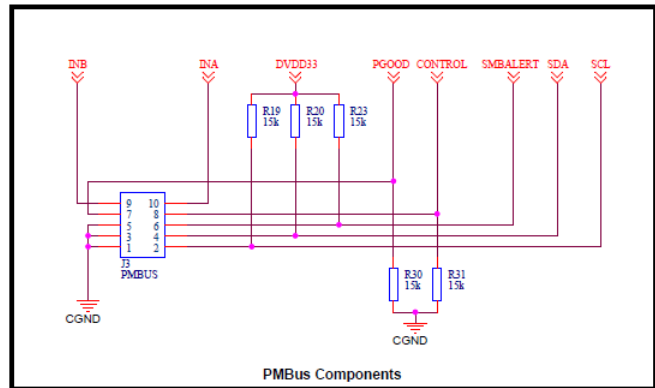 INB INA DVDD33 PGOOD CONTROL SMBALERT SDA SCL
R19 R20 R23
15k 15k 15k
9 10
7 8
5 6
3 4
1 2
J3
PMBUS
R30 R31
15k 15k
CGND
CGND
PMBus Components